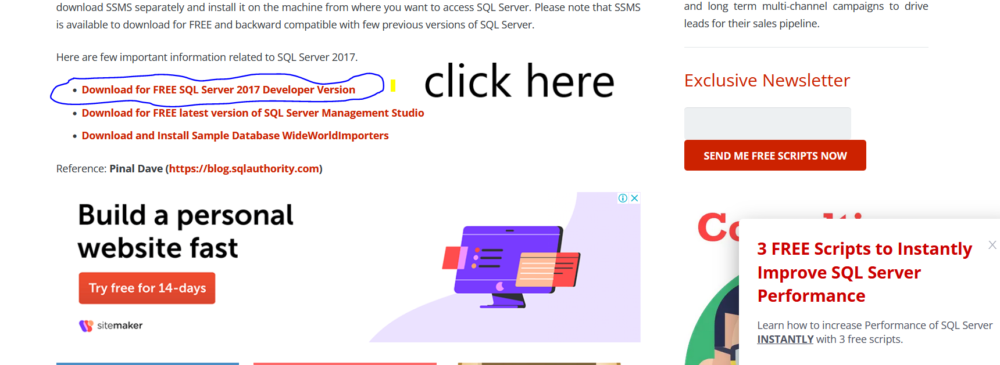 download SSMS separately and install it on the machine from where you want to access SQL Server. Please note that SSMS
is available to download for FREE and backward compatible with few previous versions of SQL Server.
Here are few important information related to SQL Server 2017.
• Download for FREE SQL Server 2017 Developer Version
click here
• Download for FREE latest version of SQL Server Management Studio
• Download and Install Sample Database WideWorldImporters
Reference: Pinal Dave (https://blog.sqlauthority.com)
Build a personal
website fast
Try free for 14-days
sitemaker
and long term multi-channel campaigns to drive
leads for their sales pipeline.
Exclusive Newsletter
SEND ME FREE SCRIPTS NOW
3 FREE Scripts to Instantly
Improve SQL Server
Performance
Learn how to increase Performance of SQL Server
INSTANTLY with 3 free scripts.